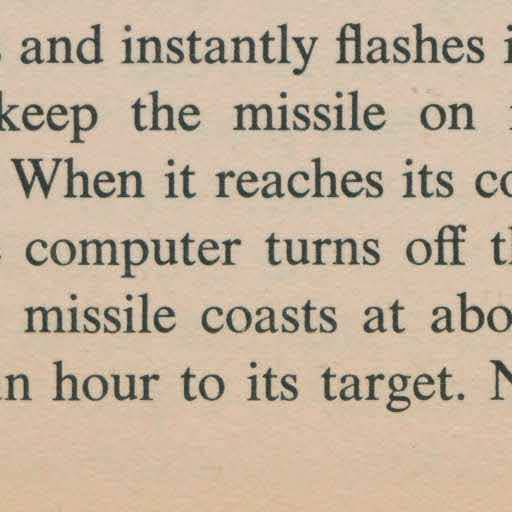 and instantly flashes
keep the missile on
When it reaches its
computer turns off
missile coasts at
hour to its target.